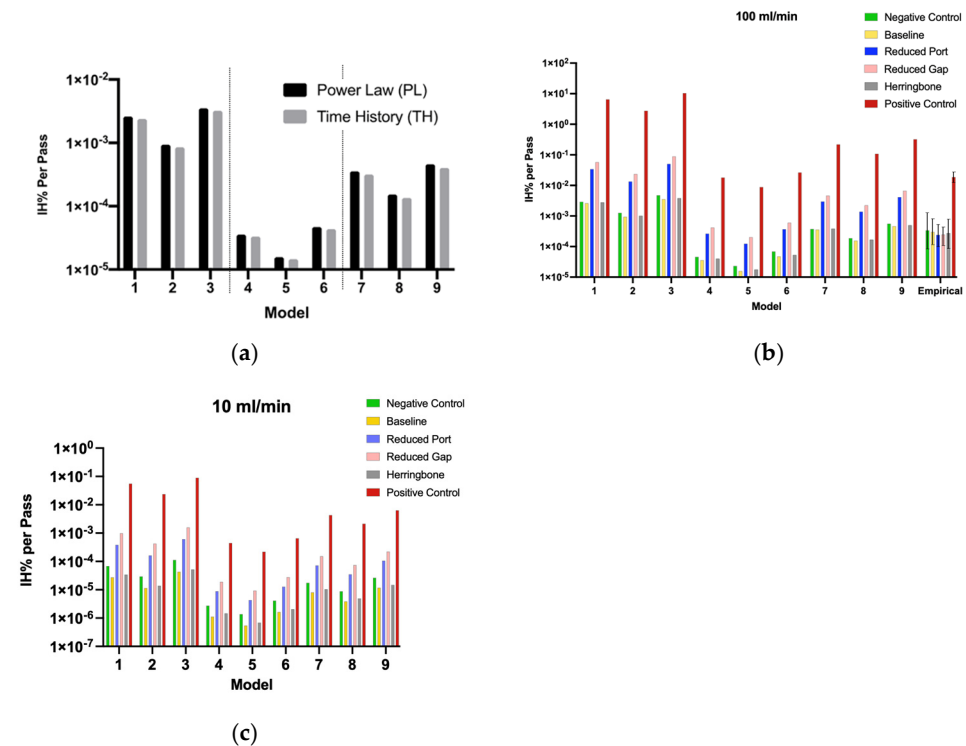 1×10-2
1×10-3
1×10-4
1×10-5
IH% Per Pass
Power Law (PL)
Time History (TH)
1 2 3 4 5 6 7 8 9
Model
(a)
100 ml/min
Negative Control
Baseline
Reduced Port
Reduced Gap
Herringbone
Positive Control
1×10+2
1×10+1
1×10+0
1×10-1
1×10-2
1×10-3
1×10-4
1×10-5
IH% per Pass
1 2 3 4 5 6 7 8 9 Empirical
Model
(b)
10 ml/min
Negative Control
Baseline
Reduced Port
Reduced Gap
Herringbone
Positive Control
1×100
1×10-1
1×10-2
1×10-3
1×10-4
1×10-5
1×10-6
1×10-7
IH% per Pass
1 2 3 4 5 6 7 8 9
Model
(c)